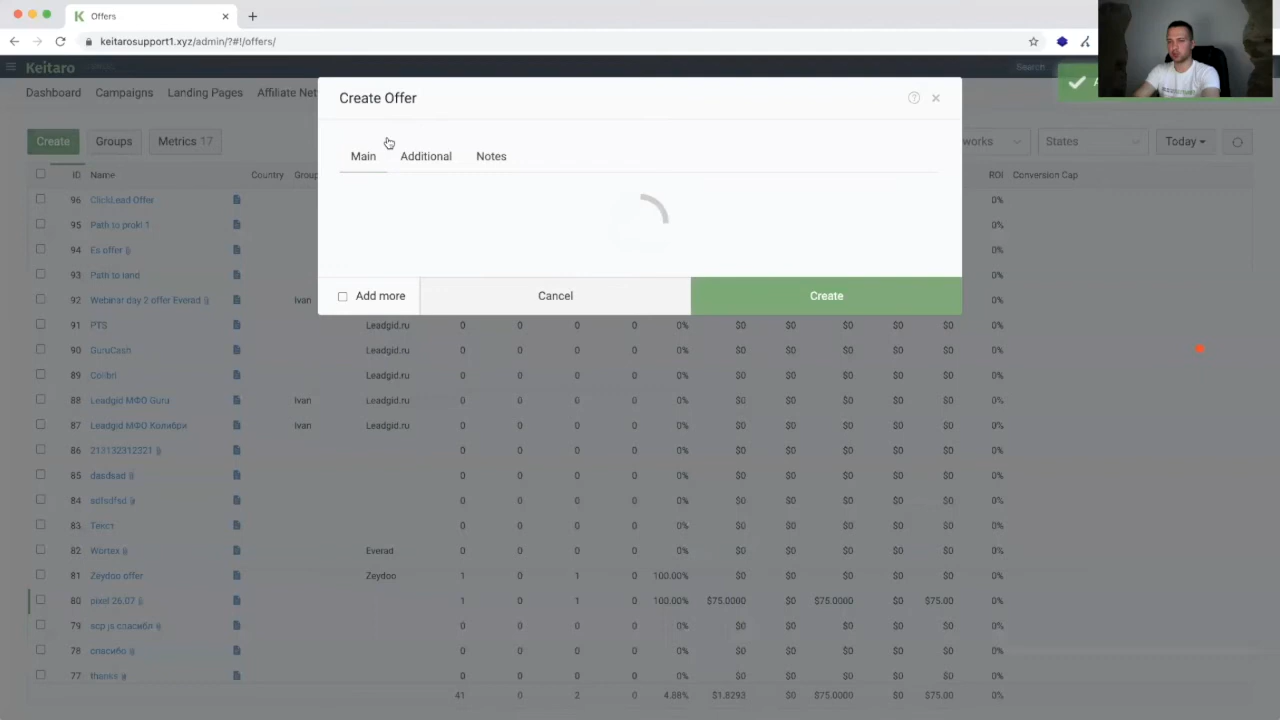 Offers
keitarosupport1.xyz/admin/?#!/offers/
Keitaro
Search
Dashboard Campaigns Landing Pages Affiliate Net
Create Offer
Create Groups Metrics 17
works States Today
Main Additional Notes
ID Name Country Group ROI Conversion Cap
96 ClickLead Offer 0%
95 Path to prokl 1 0%
94 Es offer 0%
93 Path to land 0%
92 Webinar day 2 offer Everad Ivan 0%
Add more Cancel Create
91 PTS Leadgid.ru 0 0 0 0 0% $0 $0 $0 $0 0%
90 GuruCash Leadgid.ru 0 0 0 0 0% $0 $0 $0 $0 0%
89 Colibri Leadgid.ru 0 0 0 0 0% $0 $0 $0 $0 0%
88 Leadgid МФО Guru Ivan Leadgid.ru 0 0 0 0 0% $0 $0 $0 $0 0%
87 Leadgid МФО Колибри Ivan Leadgid.ru 0 0 0 0 0% $0 $0 $0 $0 0%
86 213132312321 0 0 0 0 0% $0 $0 $0 $0 0%
85 dasdsad 0 0 0 0 0% $0 $0 $0 $0 0%
84 sdfsdfsd 0 0 0 0 0% $0 $0 $0 $0 0%
83 Текст 0 0 0 0 0% $0 $0 $0 $0 0%
82 Wortex Everad 0 0 0 0 0% $0 $0 $0 $0 0%
81 Zeydoo offer Zeydoo 1 0 1 0 100.00% $0 $0 $0 $0 0%
80 pixel 26.07 1 0 1 0 100.00% $75.0000 $0 $75.0000 $75.00 0%
79 scp js спасибл 0 0 0 0 0% $0 $0 $0 $0 0%
78 спасибо 0 0 0 0 0% $0 $0 $0 $0 0%
77 thanks 0 0 0 0 0% $0 $0 $0 $0 0%
41 0 2 0 4.88% $1.8293 $0 $75.0000 $75.00 0%